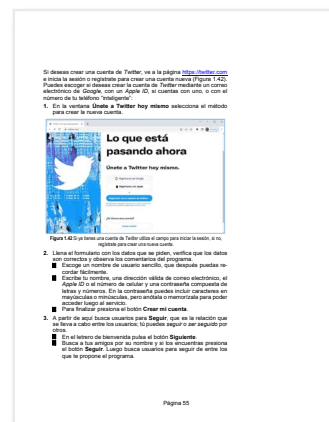 Si deseas crear una cuenta de Twitter, ve a la página https://twitter.com
e inicia la sesión o regístrate para crear una cuenta nueva (Figura 1.42).
Puedes escoger si deseas crear la cuenta de Twitter mediante un correo
electrónico de Google, con un Apple ID, si cuentas con uno, o con el
número de tu teléfono "inteligente":
1. En la ventana Únete a Twitter hoy mismo selecciona el método
para crear la nueva cuenta.
Lo que está
pasando ahora
Únete a Twitter hoy mismo.
Figura 1.42 Si ya tienes una cuenta de Twitter utiliza el campo para iniciar la sesión, si no,
regístrate para crear una nueva cuenta.
2. Llena el formulario con los datos que se piden, verifica que los datos
son correctos y observa los comentarios del programa.
Escoge un nombre de usuario sencillo, que después puedas re-
cordar fácilmente.
Escribe tu nombre, una dirección válida de correo electrónico, el
Apple ID o el número de celular y una contraseña compuesta de
letras y números. En la contraseña puedes incluir caracteres en
mayúsculas o minúsculas, pero anótala o memorízala para poder
acceder luego al servicio.
Para finalizar presiona el botón Crear mi cuenta.
3. A partir de aquí busca usuarios para Seguir, que es la relación que
se lleva a cabo entre los usuarios; tú puedes seguir o ser seguido por
otros.
En el letrero de bienvenida pulsa el botón Siguiente.
Busca a tus amigos por su nombre y si los encuentras presiona
el botón Seguir. Luego busca usuarios para seguir de entre los
que te propone el programa.
Página 55